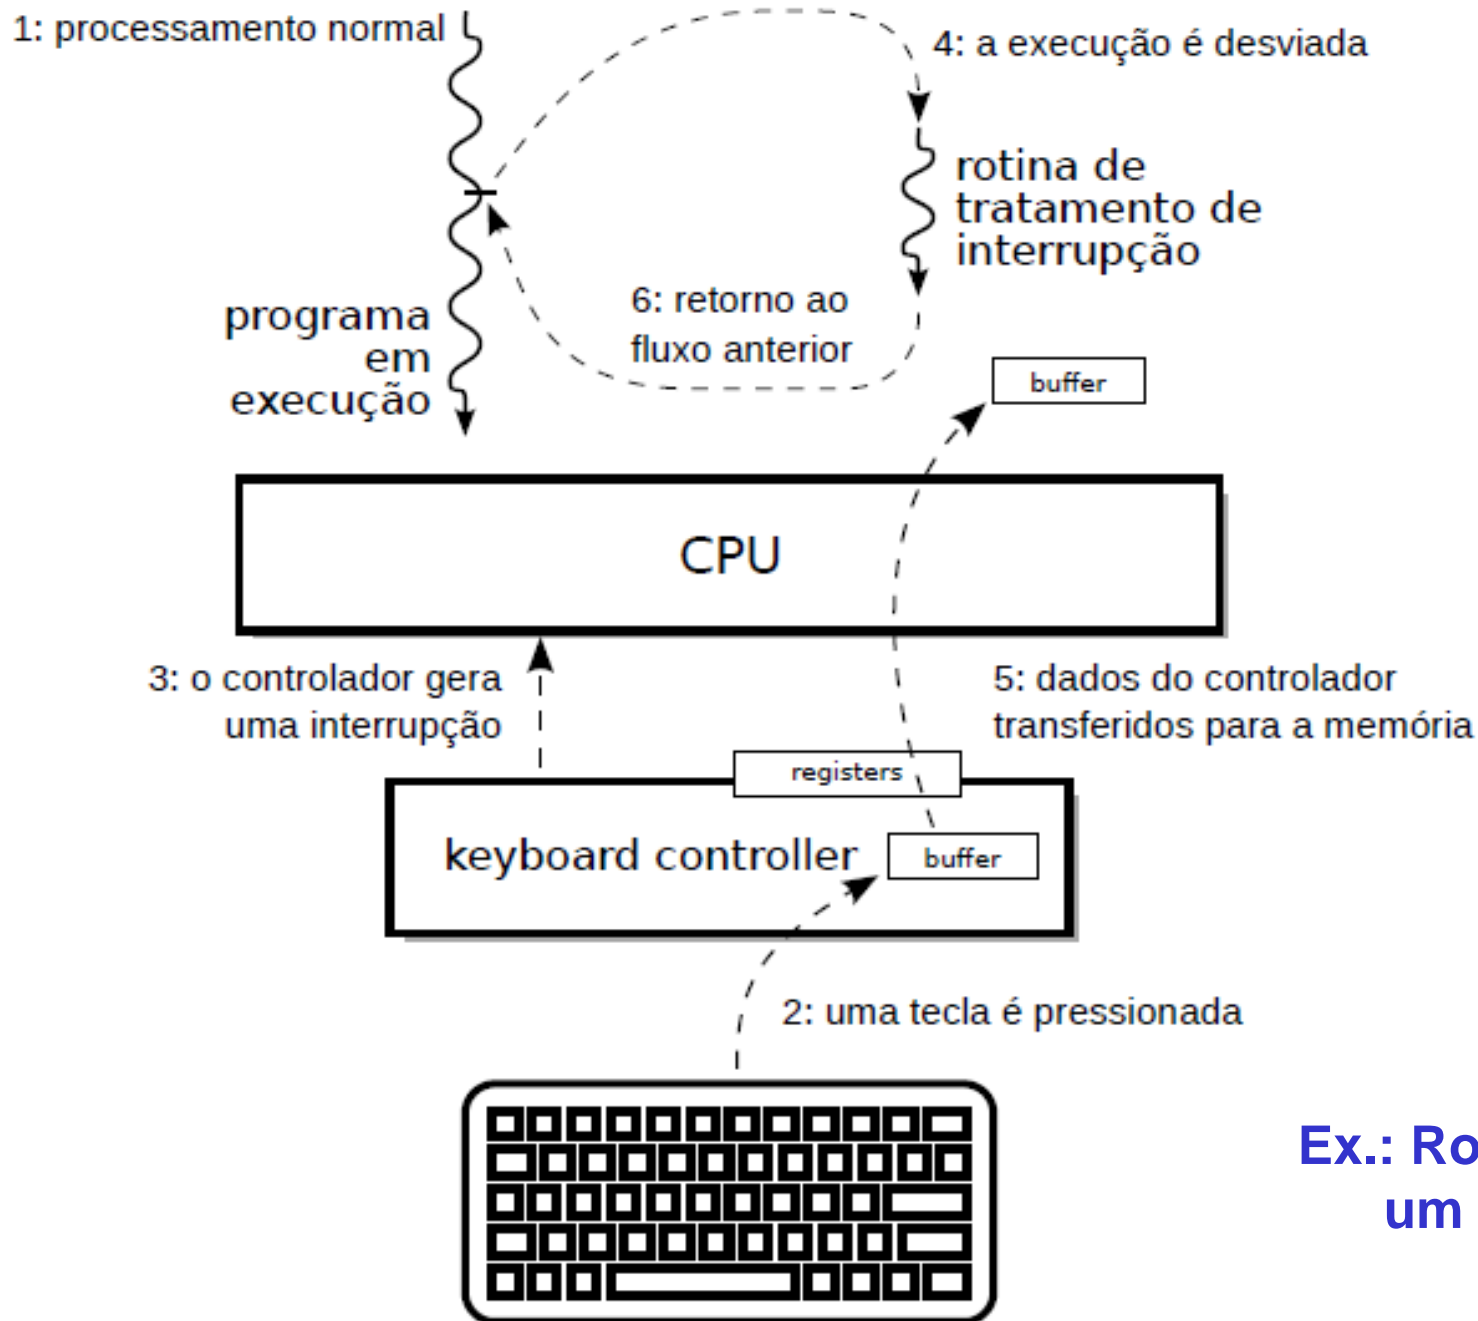 1: processamento normal
4: a execução é desviada
rotina de
tratamento de
interrupção
programa
em
execução
6: retorno ao
fluxo anterior
buffer
CPU
3: o controlador gera
uma interrupção
5: dados do controlador
transferidos para a memória
registers
keyboard controller
buffer
2: uma tecla é pressionada
Ex.: Ro
um